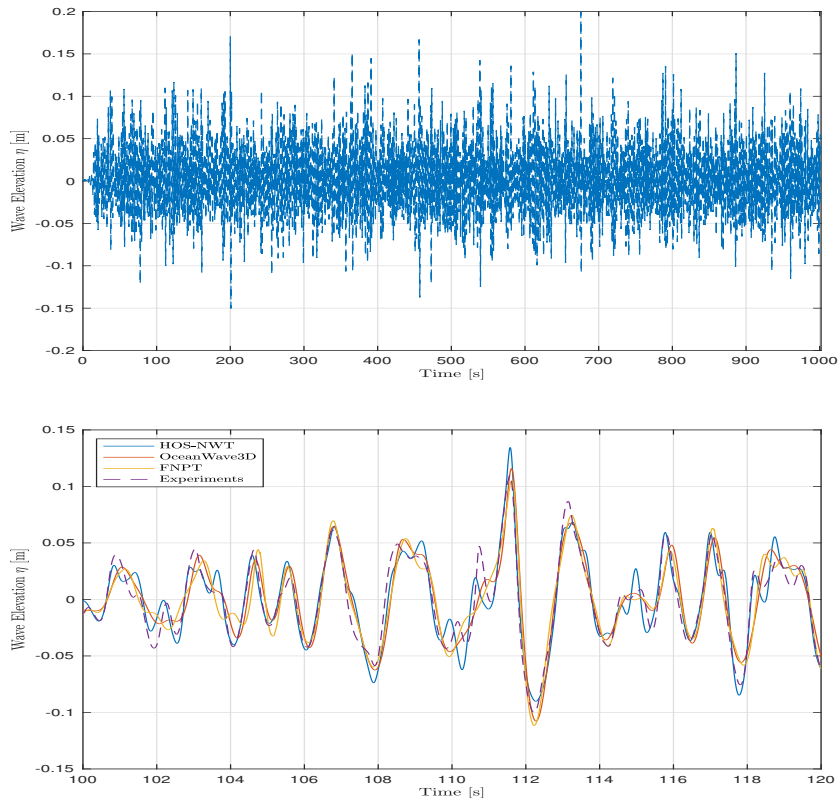 0.2
0.15
0.1
0.05
0
-0.05
-0.1
-0.15
-0.2
Wave Elevation η [m]
0 100 200 300 400 500 600 700 800 900 1000
Time [s]
0.15
0.1
0.05
0
-0.05
-0.1
-0.15
Wave Elevation η [m]
HOS-NWT
OceanWave3D
FNPT
Experiments
100 102 104 106 108 110 112 114 116 118 120
Time [s]